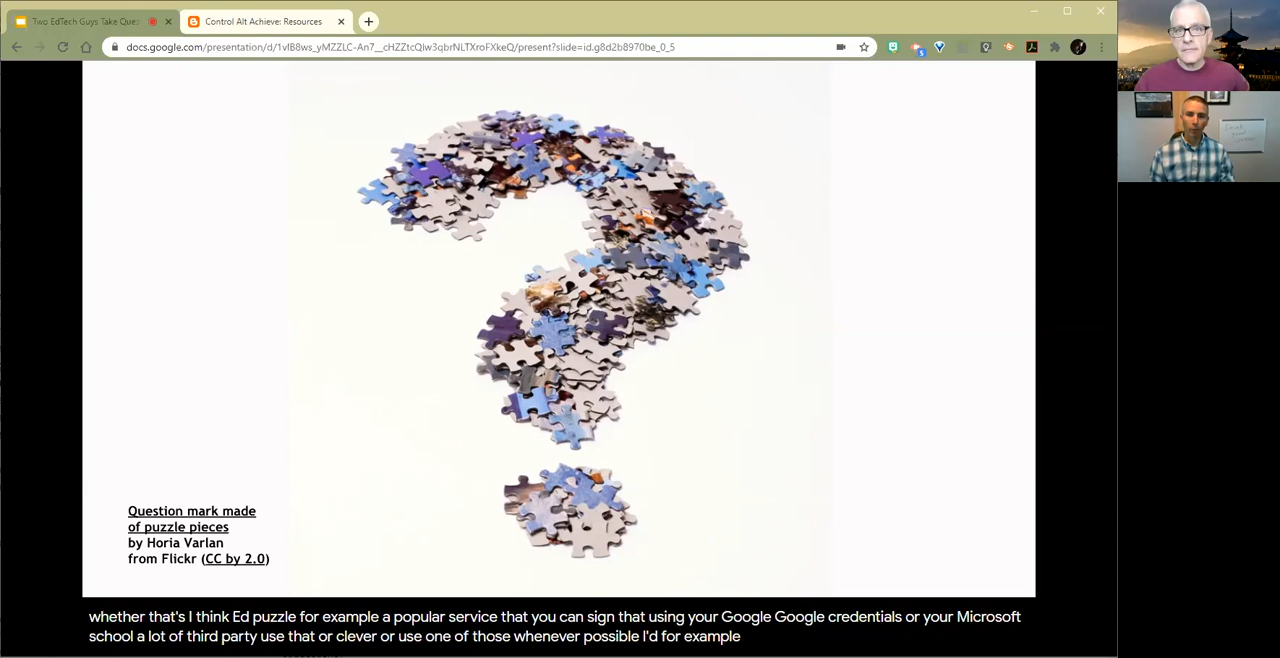 Two EdTech Guys Take Que
Control Alt Achieve: Resources
docs.google.com/presentation/d/1vIB8ws_yMZZLC-An7__cHZZtcQIw3qbrNLTXroFXkeQ/present?slide=id.g8d2b8970be_0_5
5
Question mark made
of puzzle pieces
by Horia Varlan
from Flickr (CC by 2.0)
whether that's I think Ed puzzle for example a popular service that you can sign that using your Google Google credentials or your Microsoft
school a lot of third party use that or clever or use one of those whenever possible I'd for example